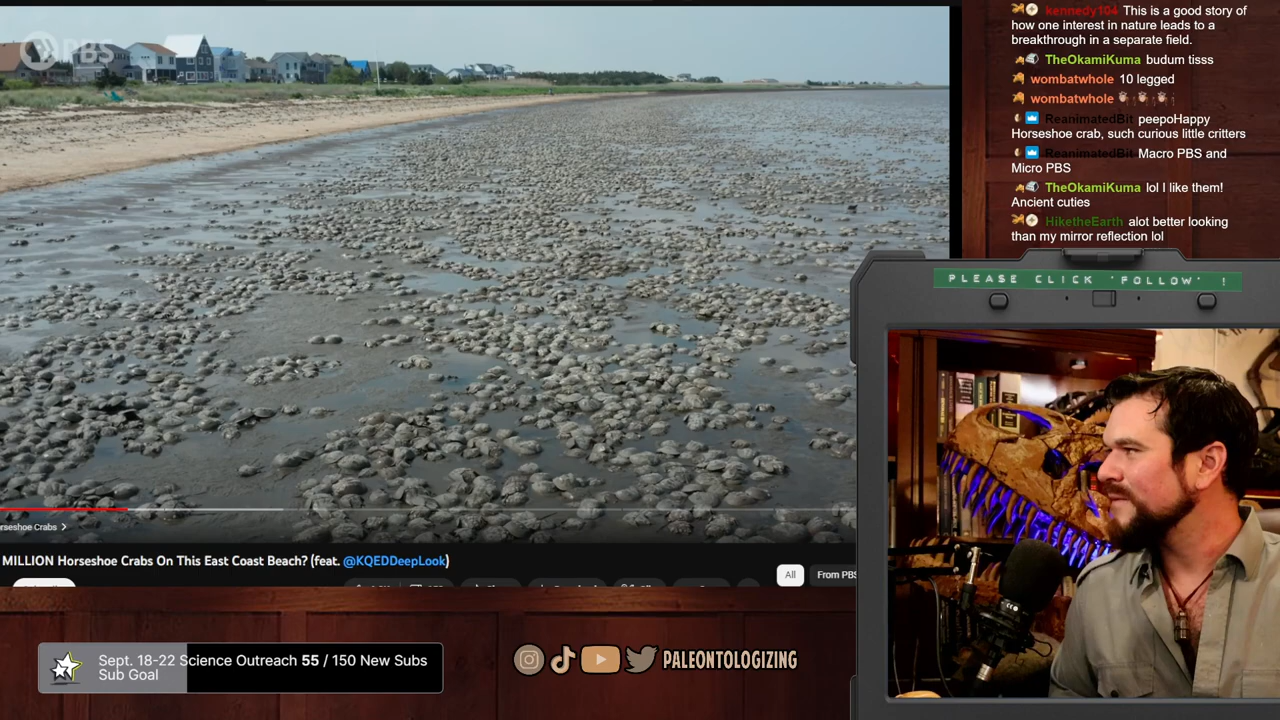 PBS
kennedy104 This is a good story of
how one interest in nature leads to a
breakthrough in a separate field.
TheOkamiKuma budum tisss
wombatwhole 10 legged
wombatwhole
ReanimatedBit peepoHappy
Horseshoe crab, such curious little critters
ReanimatedBit Macro PBS and
Micro PBS
TheOkamiKuma lol I like them!
Ancient cuties
HiketheEarth alot better looking
than my mirror reflection lol
PLEASE CLICK 'FOLLOW' !
rseshoe Crabs
MILLION Horseshoe Crabs On This East Coast Beach? (feat. @KQEDDeepLook)
All
From PBS
Sept. 18-22 Science Outreach 55 / 150 New Subs
Sub Goal
PALEONTOLOGIZING